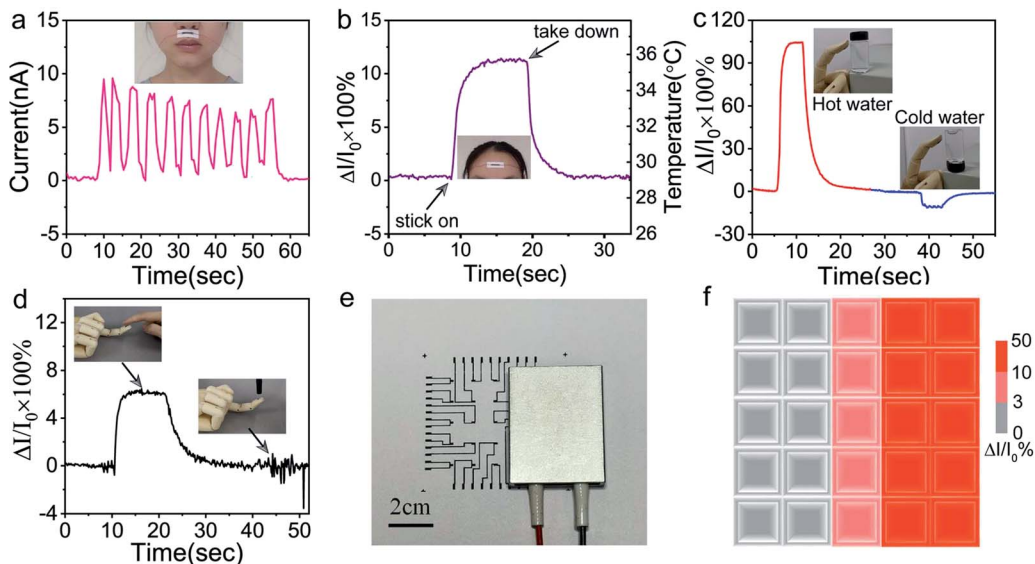 a
15
10
5
0
-5
Current(nA)
0 10 20 30 40 50 60
Time(sec)
b
15
10
5
0
-5
ΔI/I₀×100%
take down
stick on
36
34
32
30
28
26
Temperature(°C)
0 10 20 30
Time(sec)
c
120
90
60
30
0
-30
ΔI/I₀×100%
Hot water
Cold water
0 10 20 30 40 50
Time(sec)
d
12
8
4
0
-4
ΔI/I₀×100%
0 10 20 30 40 50
Time(sec)
e
2cm
f
50
10
3
0
ΔI/I₀%